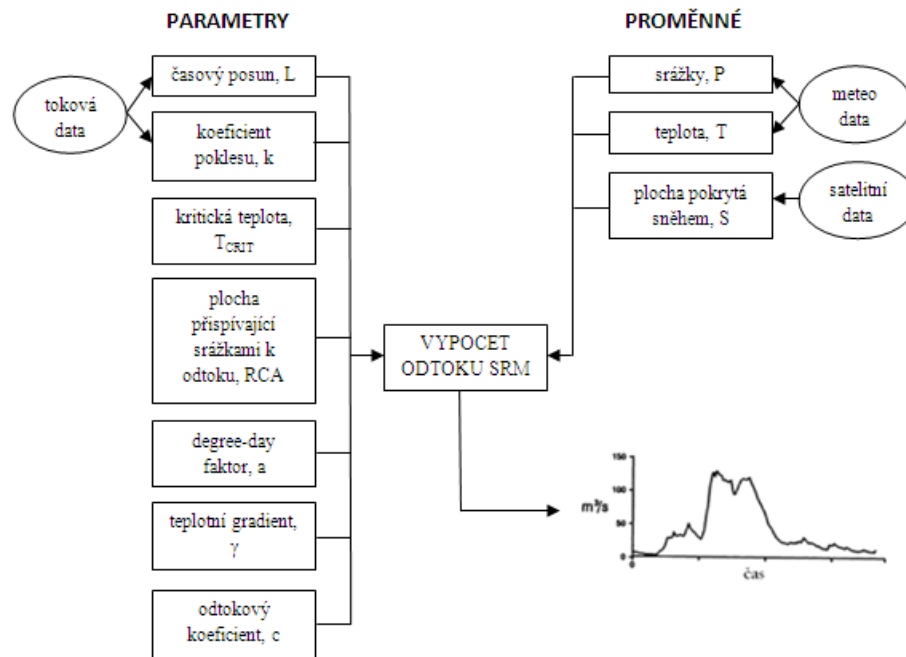 PARAMETRY
PROMĚNNÉ
toková
data
časový posun, L
koeficient
poklesu, k
kritická teplota,
TCRIT
plocha
přispívající
srážkami k
odtoku, RCA
degree-day
faktor, a
teplotní gradient,
γ
odtokový
koeficient, c
VYPOCET
ODTOKU SRM
srážky, P
teplota, T
plocha pokrytá
sněhem, S
meteo
data
satelitní
data
150
100
m³/s
50
0
0
čas